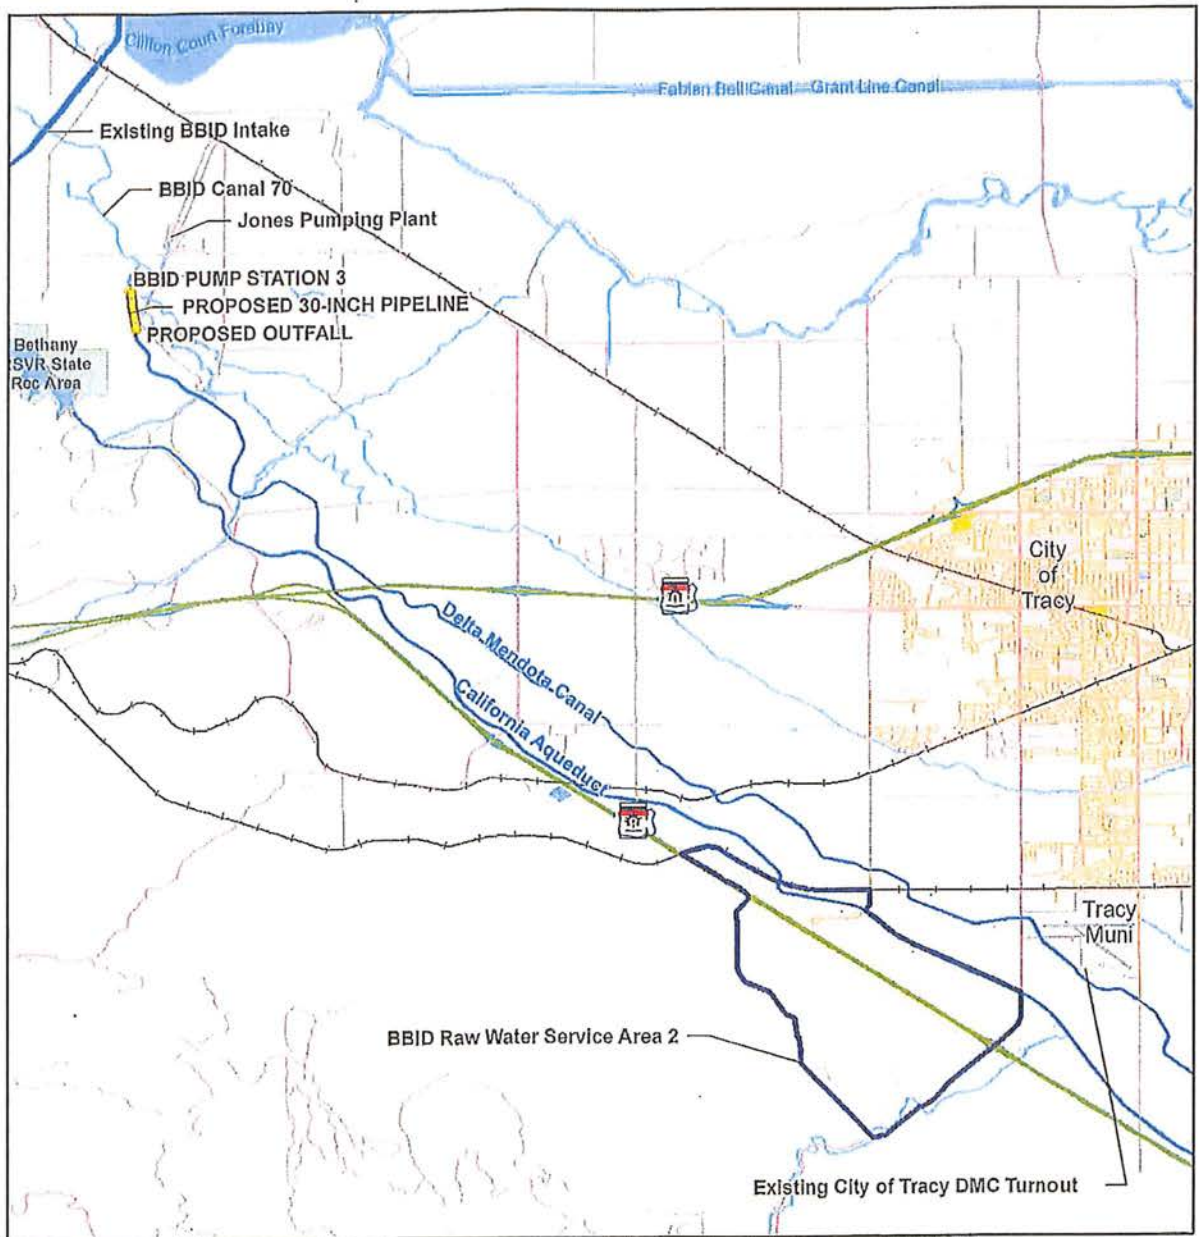 Clifton Court Forebay
Fabian Bell Canal Grant Line Canal
Existing BBID Intake
BBID Canal 70
Jones Pumping Plant
BBID PUMP STATION 3
PROPOSED 30-INCH PIPELINE
PROPOSED OUTFALL
Bethany
SVR State
Rec Area
City
of
Tracy
Delta Mendota Canal
California Aqueduct
Tracy
Muni
BBID Raw Water Service Area 2
Existing City of Tracy DMC Turnout